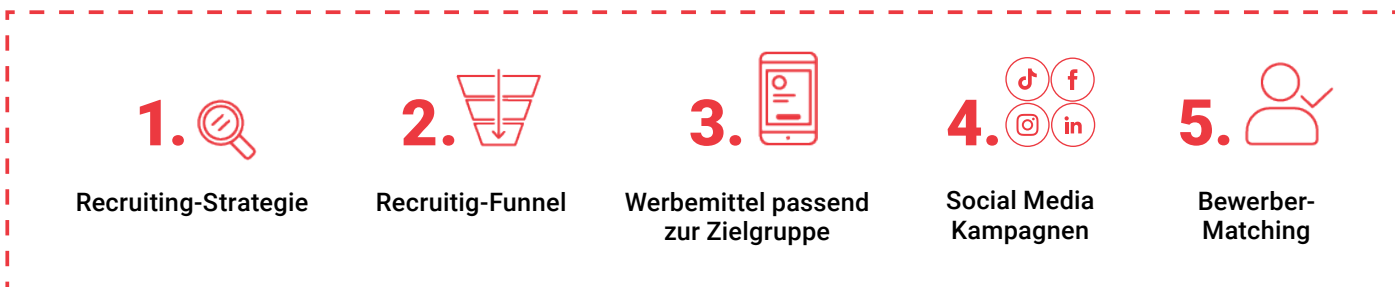 1.
Recruiting-Strategie
2.
Recruitig-Funnel
3.
Werbemittel passend
zur Zielgruppe
4.
Social Media
Kampagnen
5.
Bewerber-
Matching